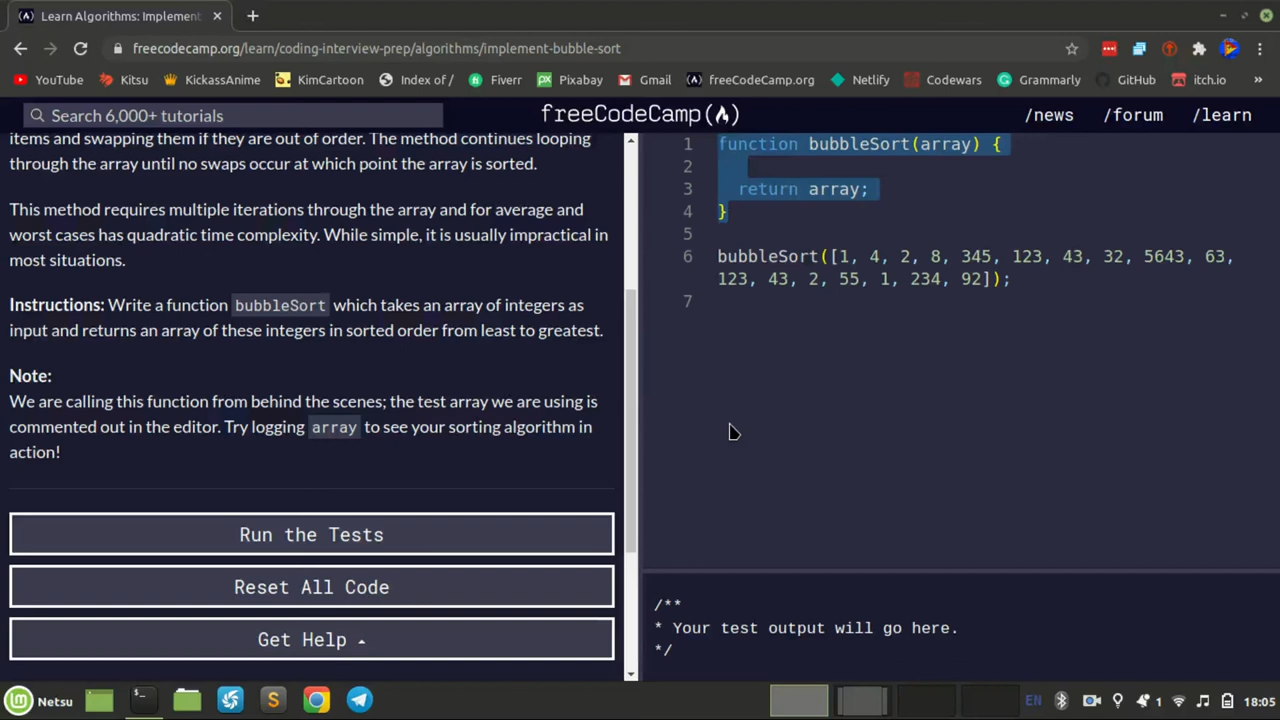 Learn Algorithms: Implement
freecodecamp.org/learn/coding-interview-prep/algorithms/implement-bubble-sort
YouTube Kitsu KickassAnime KimCartoon Index of / Fiverr Pixabay Gmail freeCodeCamp.org Netlify Codewars Grammarly GitHub itch.io »
Search 6,000+ tutorials
freeCodeCamp
/news /forum /learn
items and swapping them if they are out of order. The method continues looping
through the array until no swaps occur at which point the array is sorted.
This method requires multiple iterations through the array and for average and
worst cases has quadratic time complexity. While simple, it is usually impractical in
most situations.
Instructions: Write a function bubbleSort which takes an array of integers as
input and returns an array of these integers in sorted order from least to greatest.
Note:
We are calling this function from behind the scenes; the test array we are using is
commented out in the editor. Try logging array to see your sorting algorithm in
action!
Run the Tests
Reset All Code
Get Help
1 function bubbleSort(array) {
2
3 return array;
4 }
5
6 bubbleSort([1, 4, 2, 8, 345, 123, 43, 32, 5643, 63,
123, 43, 2, 55, 1, 234, 92]);
7
/**
* Your test output will go here.
*/
Netsu
EN 1 18:05